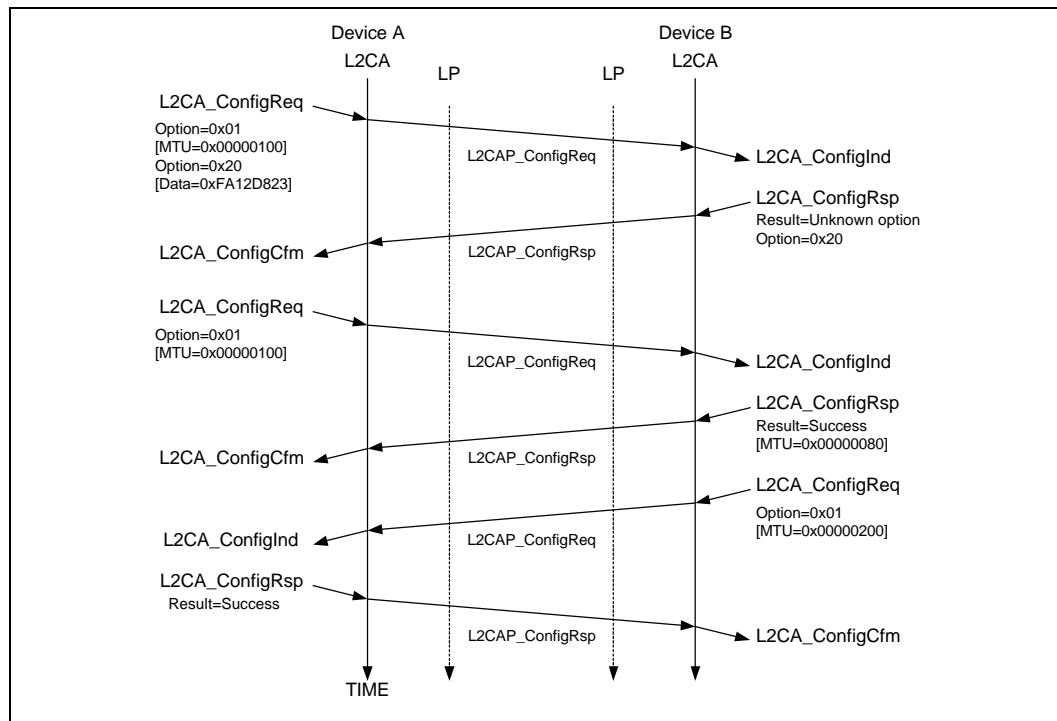 Device A
Device B
L2CA
LP
LP
L2CA
L2CA_ConfigReq
Option=0x01
[MTU=0x00000100]
Option=0x20
[Data=0xFA12D823]
L2CAP_ConfigReq
L2CA_ConfigInd
L2CA_ConfigRsp
Result=Unknown option
Option=0x20
L2CAP_ConfigRsp
L2CA_ConfigCfm
L2CA_ConfigReq
Option=0x01
[MTU=0x00000100]
L2CAP_ConfigReq
L2CA_ConfigInd
L2CA_ConfigRsp
Result=Success
[MTU=0x00000080]
L2CAP_ConfigRsp
L2CA_ConfigCfm
L2CA_ConfigReq
Option=0x01
[MTU=0x00000200]
L2CAP_ConfigReq
L2CA_ConfigInd
L2CA_ConfigRsp
Result=Success
L2CAP_ConfigRsp
L2CA_ConfigCfm
TIME